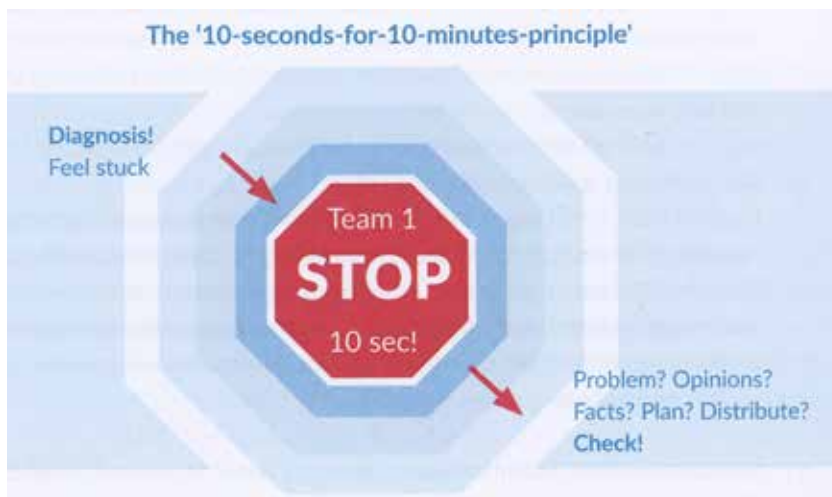 The '10-seconds-for-10-minutes-principle'
Diagnosis!
Feel stuck
Team 1
STOP
10 sec!
Problem? Opinions?
Facts? Plan? Distribute?
Check!